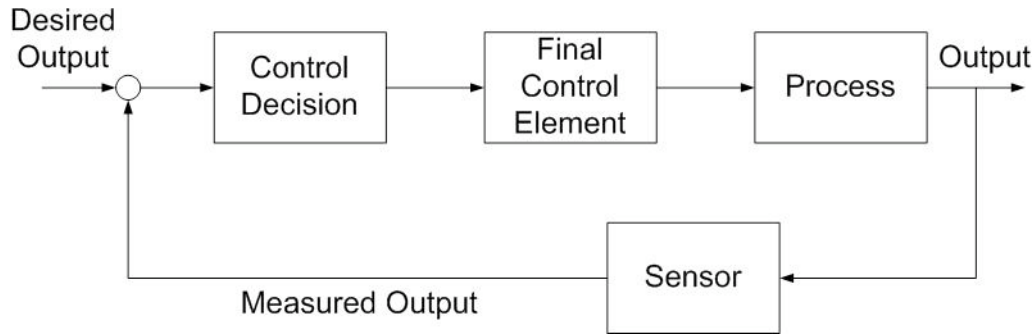 Desired
Output
Control
Decision
Final
Control
Element
Process
Output
Sensor
Measured Output